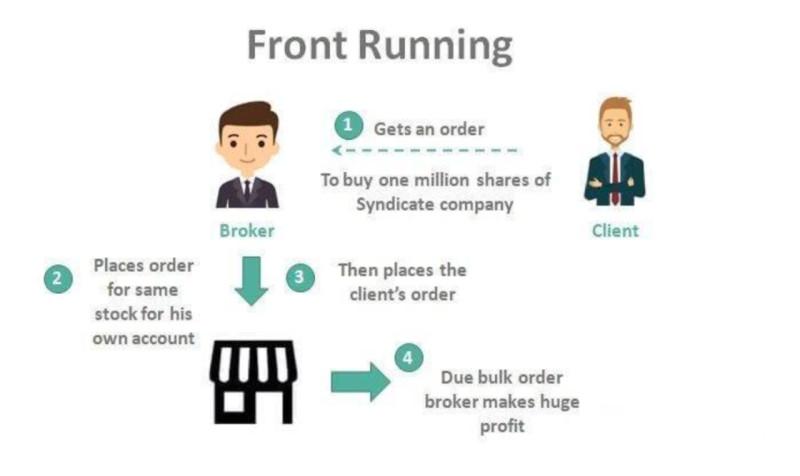 Front Running
1
Gets an order
To buy one million shares of
Syndicate company
Broker
Client
2
Places order
for same
stock for his
own account
3
Then places the
client's order
4
Due bulk order
broker makes huge
profit